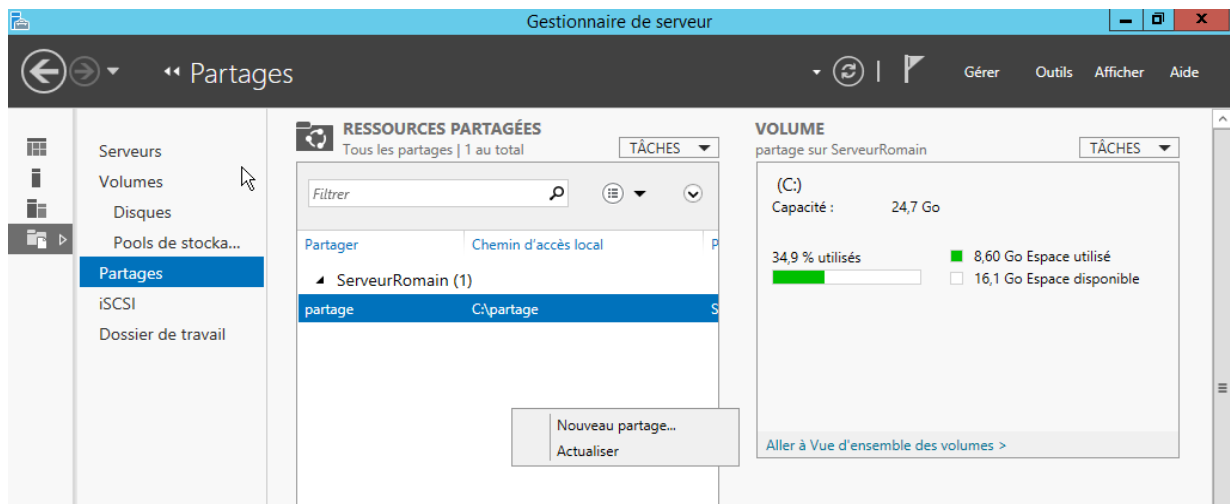 Gestionnaire de serveur
Partages
Gérer Outils Afficher Aide
Serveurs
Volumes
Disques
Pools de stocka...
Partages
iSCSI
Dossier de travail
RESSOURCES PARTAGÉES
Tous les partages | 1 au total
TÂCHES
Filtrer
Partager Chemin d'accès local P
ServeurRomain (1)
partage C:\partage S
Nouveau partage...
Actualiser
VOLUME
partage sur ServeurRomain
TÂCHES
(C:)
Capacité : 24,7 Go
34,9 % utilisés
8,60 Go Espace utilisé
16,1 Go Espace disponible
Aller à Vue d'ensemble des volumes >